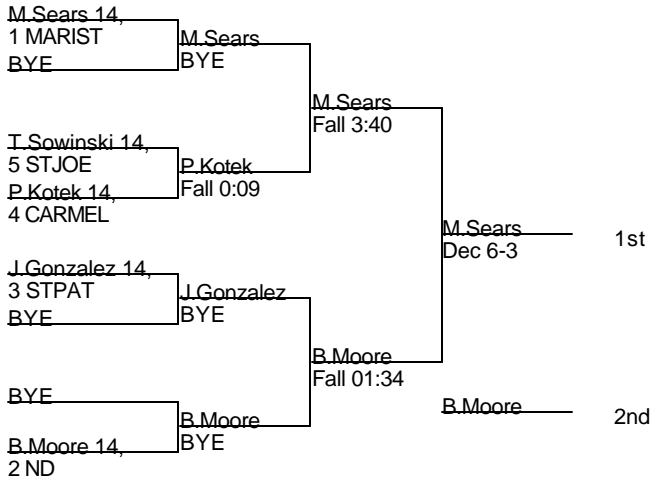 M.Sears 14,
1 MARIST
BYE
M.Sears
BYE
M.Sears
Fall 3:40
T.Sowinski 14,
5 STJOE
P.Kotek 14,
4 CARMEL
P.Kotek
Fall 0:09
M.Sears
Dec 6-3
1st
J.Gonzalez 14,
3 STPAT
BYE
J.Gonzalez
BYE
B.Moore
Fall 01:34
BYE
B.Moore 14,
2 ND
B.Moore
BYE
B.Moore
2nd